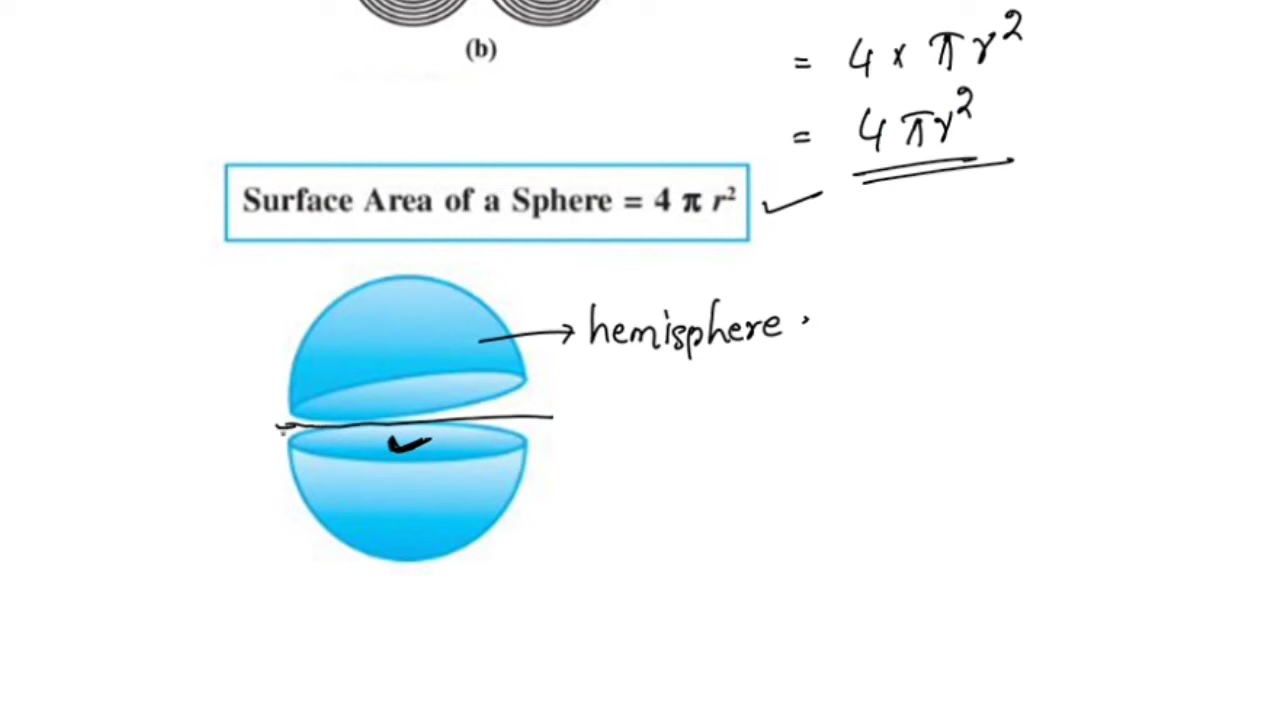 (b)
= 4 × πr²
= 4πr²
Surface Area of a Sphere = 4 π r²
hemisphere .